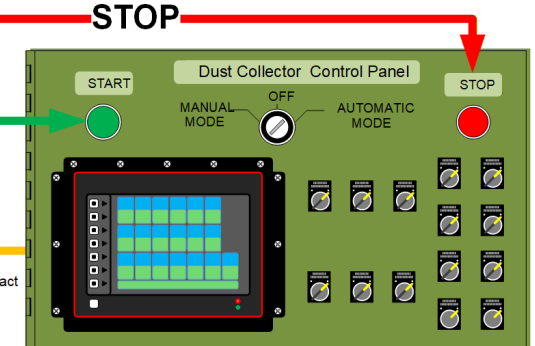 STOP
Dust Collector Control Panel
START
STOP
OFF
MANUAL
MODE
AUTOMATIC
MODE
act